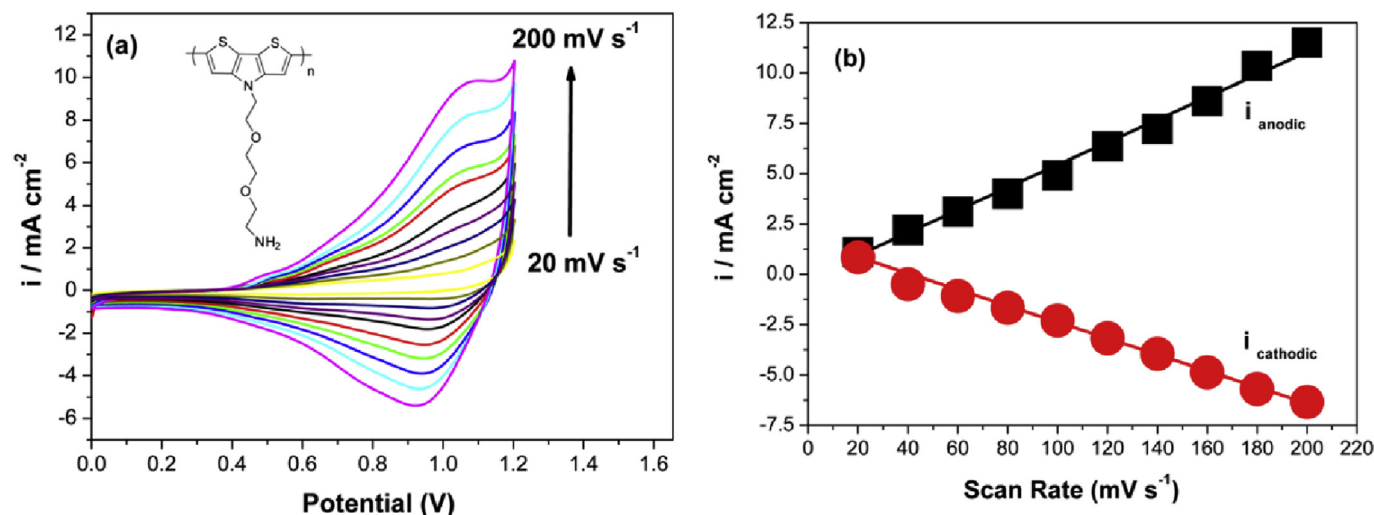 (a)
200 mV s⁻¹
20 mV s⁻¹
S S
n
N
O
O
NH₂
i / mA cm⁻²
12
10
8
6
4
2
0
-2
-4
-6
0.0 0.2 0.4 0.6 0.8 1.0 1.2 1.4 1.6
Potential (V)
(b)
i anodic
i cathodic
i / mA cm⁻²
12.5
10.0
7.5
5.0
2.5
0.0
-2.5
-5.0
-7.5
20 40 60 80 100 120 140 160 180 200 220
Scan Rate (mV s⁻¹)